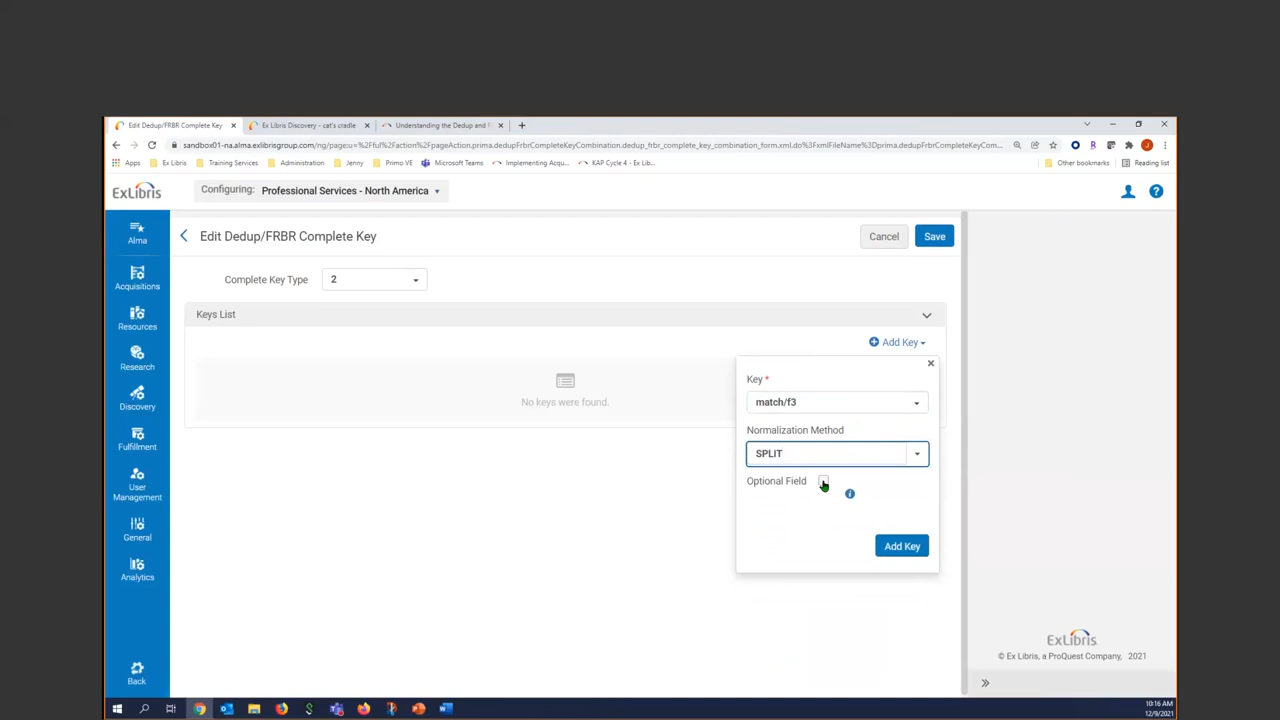 Edit Dedup/FRBR Complete Key
Ex Libris Discovery - cat's cradle
Understanding the Dedup and F
sandbox01-na.alma.exlibrisgroup.com/ng/page;u=%2Ful%2Faction%2FpageAction.prima.dedupFrbrCompleteKeyCombination.dedup_frbr_complete_key_combination_form.xml.do%3FxmlFileName%3Dprima.dedupFrbrCompleteKeyCom...
Apps
Ex Libris
Training Services
Administration
Jenny
Primo VE
Microsoft Teams
Implementing Acqu...
KAP Cycle 4 - Ex Lib...
Other bookmarks
Reading list
ExLibris
Configuring: Professional Services - North America
Alma
Acquisitions
Resources
Research
Discovery
Fulfillment
User
Management
General
Analytics
Back
Edit Dedup/FRBR Complete Key
Cancel
Save
Complete Key Type 2
Keys List
Add Key
No keys were found.
Key *
match/f3
Normalization Method
SPLIT
Optional Field
Add Key
ExLibris
© Ex Libris, a ProQuest Company, 2021
10:16 AM
12/9/2021